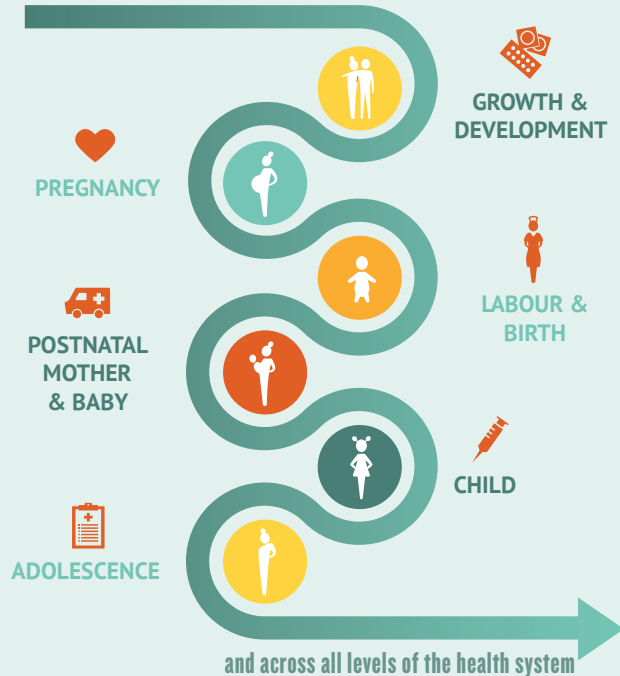 GROWTH &
DEVELOPMENT
PREGNANCY
LABOUR &
BIRTH
POSTNATAL
MOTHER
& BABY
CHILD
ADOLESCENCE
and across all levels of the health system